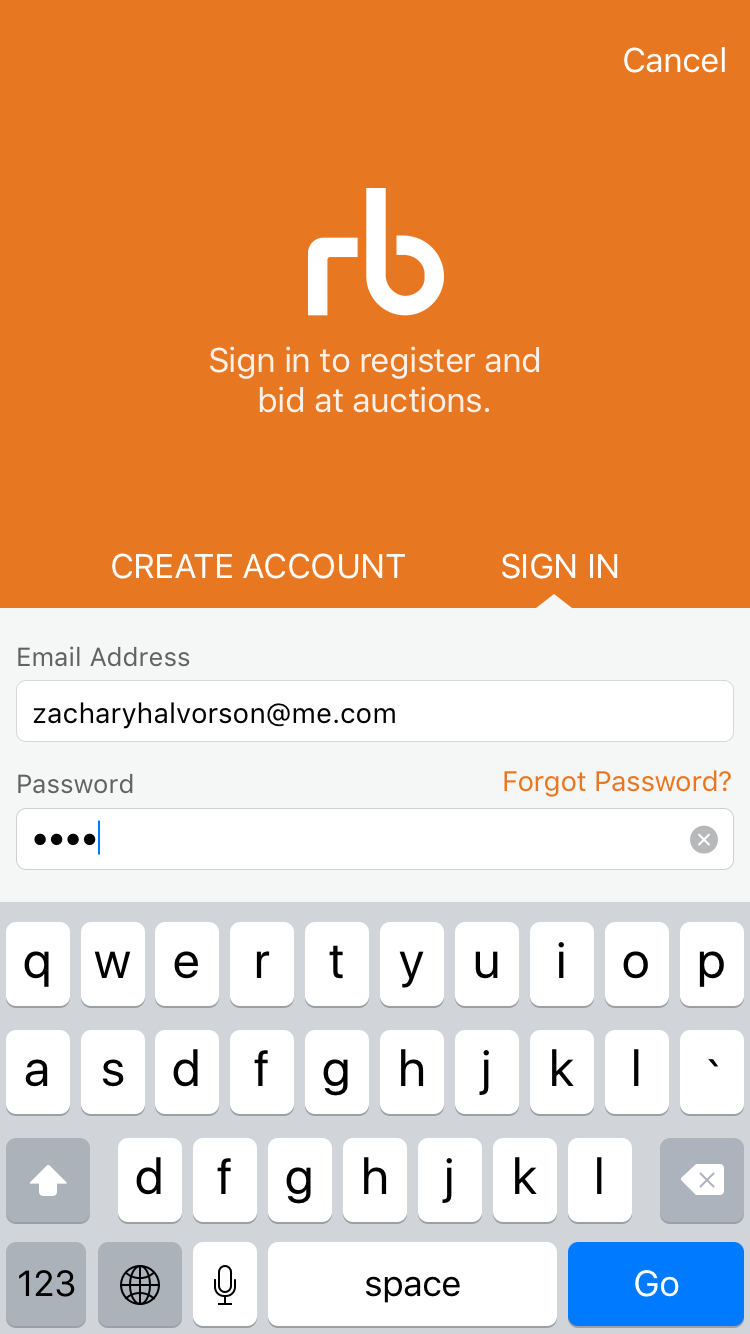 Cancel
rb
Sign in to register and
bid at auctions.
CREATE ACCOUNT SIGN IN
Email Address
zacharyhalvorson@me.com
Password Forgot Password?
••••
q w e r t y u i o p
a s d f g h j k l `
d f g h j k l
123 space Go